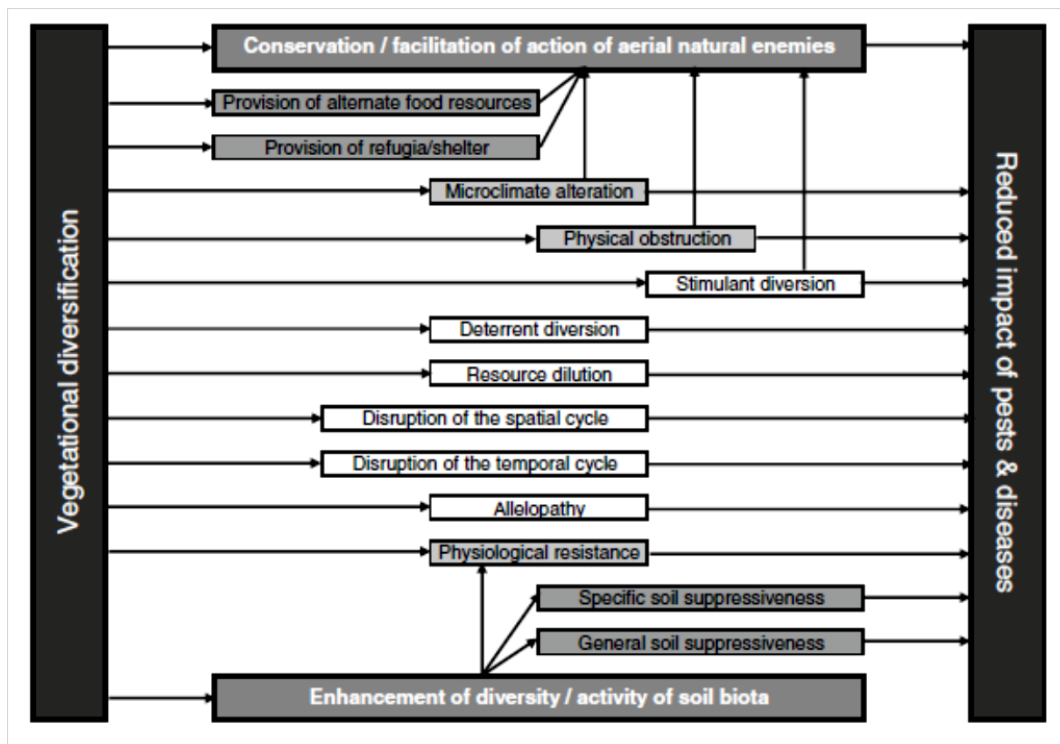 Vegetational diversification
Conservation / facilitation of action of aerial natural enemies
Provision of alternate food resources
Provision of refugia/shelter
Microclimate alteration
Physical obstruction
Stimulant diversion
Deterrent diversion
Resource dilution
Disruption of the spatial cycle
Disruption of the temporal cycle
Allelopathy
Physiological resistance
Specific soil suppressiveness
General soil suppressiveness
Enhancement of diversity / activity of soil biota
Reduced impact of pests & diseases